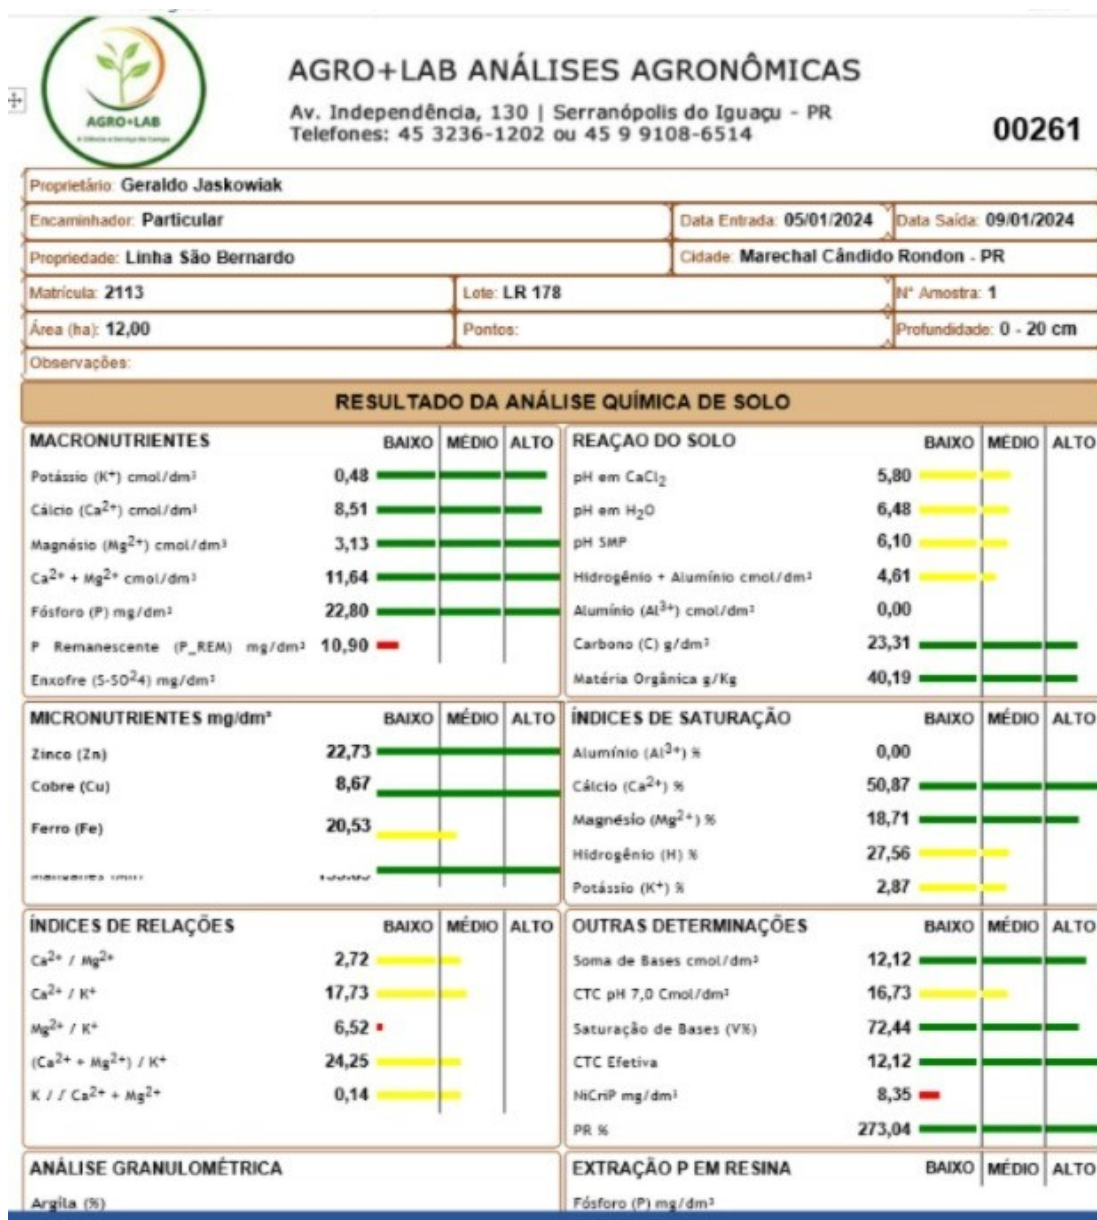 AGRO+LAB
AGRO+LAB ANÁLISES AGRONÔMICAS
Av. Independência, 130 | Serranópolis do Iguaçu - PR
Telefones: 45 3236-1202 ou 45 9 9108-6514
00261
Proprietário: Geraldo Jaskowiak
Encaminhador: Particular Data Entrada: 05/01/2024 Data Saída: 09/01/2024
Propriedade: Linha São Bernardo Cidade: Marechal Cândido Rondon - PR
Matrícula: 2113 Lote: LR 178 N° Amostra: 1
Área (ha): 12,00 Pontos: Profundidade: 0 - 20 cm
Observações:
RESULTADO DA ANÁLISE QUÍMICA DE SOLO
MACRONUTRIENTES BAIXO MÉDIO ALTO
Potássio (K+) cmol/dm³ 0,48
Cálcio (Ca2+) cmol/dm³ 8,51
Magnésio (Mg2+) cmol/dm³ 3,13
Ca2+ + Mg2+ cmol/dm³ 11,64
Fósforo (P) mg/dm³ 22,80
P Remanescente (P_REM) mg/dm³ 10,90
Enxofre (S-SO24) mg/dm³
REAÇAO DO SOLO BAIXO MÉDIO ALTO
pH em CaCl2 5,80
pH em H2O 6,48
pH SMP 6,10
Hidrogênio + Alumínio cmol/dm³ 4,61
Alumínio (Al3+) cmol/dm³ 0,00
Carbono (C) g/dm³ 23,31
Matéria Orgânica g/Kg 40,19
MICRONUTRIENTES mg/dm³ BAIXO MÉDIO ALTO
Zinco (Zn) 22,73
Cobre (Cu) 8,67
Ferro (Fe) 20,53
ÍNDICES DE SATURAÇÃO BAIXO MÉDIO ALTO
Alumínio (Al3+) % 0,00
Cálcio (Ca2+) % 50,87
Magnésio (Mg2+) % 18,71
Hidrogênio (H) % 27,56
Potássio (K+) % 2,87
ÍNDICES DE RELAÇÕES BAIXO MÉDIO ALTO
Ca2+ / Mg2+ 2,72
Ca2+ / K+ 17,73
Mg2+ / K+ 6,52
(Ca2+ + Mg2+) / K+ 24,25
K / ∫ Ca2+ + Mg2+ 0,14
OUTRAS DETERMINAÇÕES BAIXO MÉDIO ALTO
Soma de Bases cmol/dm³ 12,12
CTC pH 7,0 Cmol/dm³ 16,73
Saturação de Bases (V%) 72,44
CTC Efetiva 12,12
NiCriP mg/dm³ 8,35
PR % 273,04
ANÁLISE GRANULOMÉTRICA
Argila (%)
EXTRAÇÃO P EM RESINA BAIXO MÉDIO ALTO
Fósforo (P) mg/dm³